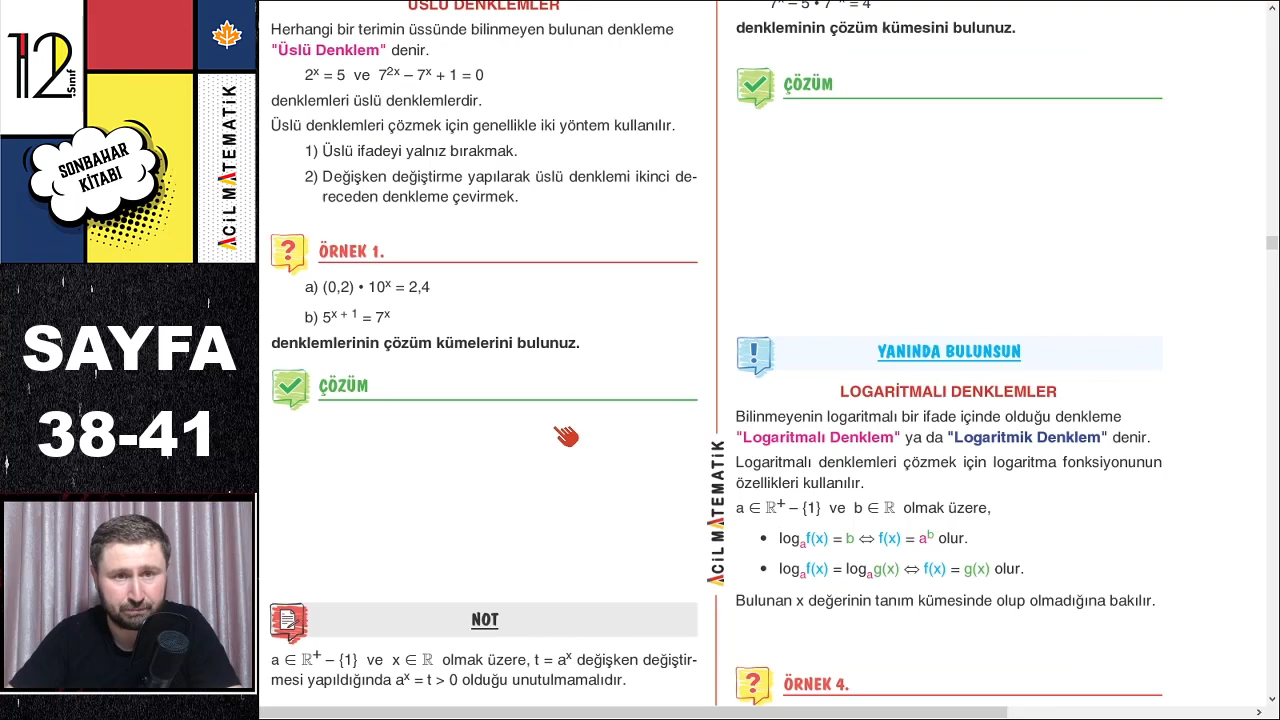 12
.Sınıf
SONBAHAR
KİTABI
ACİL MATEMATİK
SAYFA
38-41
ÜSLÜ DENKLEMLER
Herhangi bir terimin üssünde bilinmeyen bulunan denkleme
"Üslü Denklem" denir.
2ˣ = 5 ve 7²ˣ – 7ˣ + 1 = 0
denklemleri üslü denklemlerdir.
Üslü denklemleri çözmek için genellikle iki yöntem kullanılır.
1) Üslü ifadeyi yalnız bırakmak.
2) Değişken değiştirme yapılarak üslü denklemi ikinci de-
receden denkleme çevirmek.
ÖRNEK 1.
a) (0,2) • 10ˣ = 2,4
b) 5ˣ ⁺ ¹ = 7ˣ
denklemlerinin çözüm kümelerini bulunuz.
ÇÖZÜM
NOT
a ∈ ℝ⁺ – {1} ve x ∈ ℝ olmak üzere, t = aˣ değişken değiştir-
mesi yapıldığında aˣ = t > 0 olduğu unutulmamalıdır.
ACİL MATEMATİK
denkleminin çözüm kümesini bulunuz.
ÇÖZÜM
YANINDA BULUNSUN
LOGARİTMALI DENKLEMLER
Bilinmeyenin logaritmalı bir ifade içinde olduğu denkleme
"Logaritmalı Denklem" ya da "Logaritmik Denklem" denir.
Logaritmalı denklemleri çözmek için logaritma fonksiyonunun
özellikleri kullanılır.
a ∈ ℝ⁺ – {1} ve b ∈ ℝ olmak üzere,
• logₐf(x) = b ⇔ f(x) = aᵇ olur.
• logₐf(x) = logₐg(x) ⇔ f(x) = g(x) olur.
Bulunan x değerinin tanım kümesinde olup olmadığına bakılır.
ÖRNEK 4.